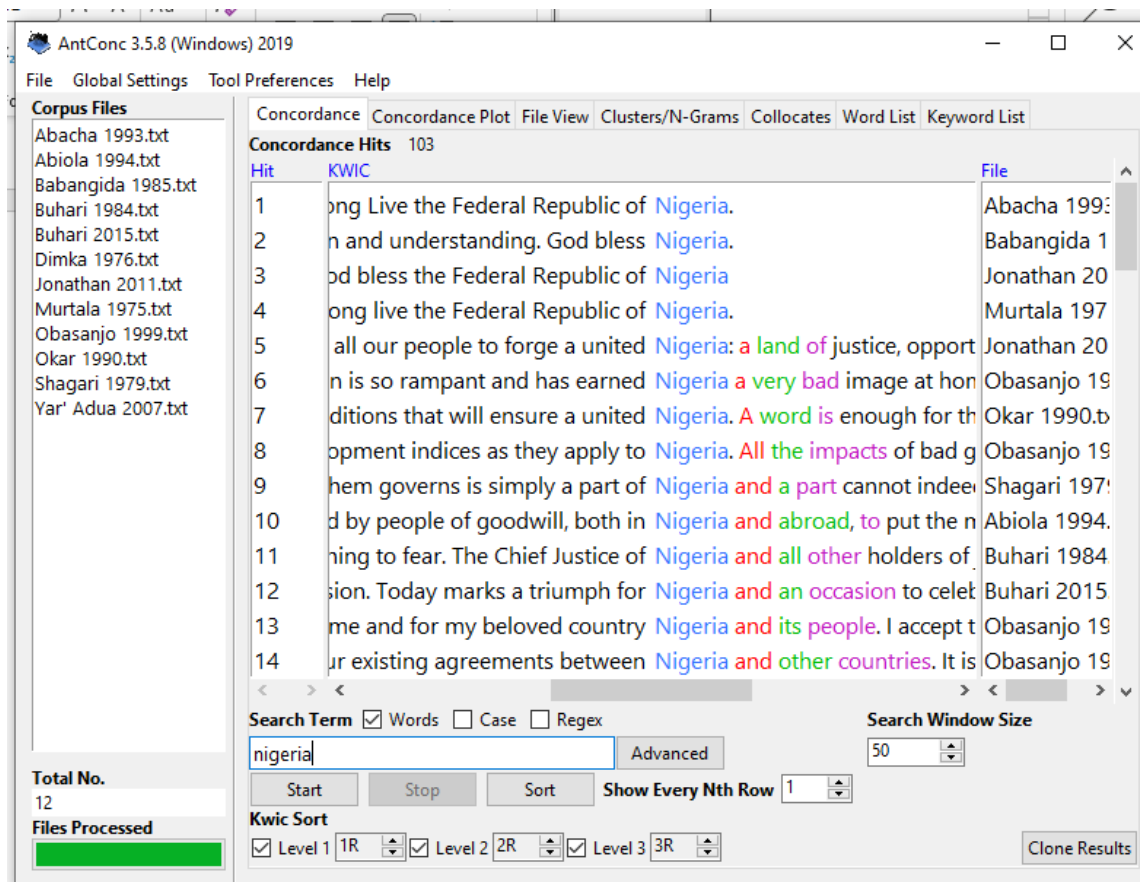 AntConc 3.5.8 (Windows) 2019
File Global Settings Tool Preferences Help
Corpus Files
Abacha 1993.txt
Abiola 1994.txt
Babangida 1985.txt
Buhari 1984.txt
Buhari 2015.txt
Dimka 1976.txt
Jonathan 2011.txt
Murtala 1975.txt
Obasanjo 1999.txt
Okar 1990.txt
Shagari 1979.txt
Yar' Adua 2007.txt
Total No.
12
Files Processed
Concordance Concordance Plot File View Clusters/N-Grams Collocates Word List Keyword List
Concordance Hits 103
Hit KWIC File
1 ong Live the Federal Republic of Nigeria. Abacha 1993
2 n and understanding. God bless Nigeria. Babangida 1
3 od bless the Federal Republic of Nigeria Jonathan 20
4 ong live the Federal Republic of Nigeria. Murtala 197
5 all our people to forge a united Nigeria: a land of justice, opport Jonathan 20
6 n is so rampant and has earned Nigeria a very bad image at hom Obasanjo 19
7 ditions that will ensure a united Nigeria. A word is enough for th Okar 1990.tx
8 opment indices as they apply to Nigeria. All the impacts of bad g Obasanjo 19
9 hem governs is simply a part of Nigeria and a part cannot indeed Shagari 1979
10 d by people of goodwill, both in Nigeria and abroad, to put the m Abiola 1994.
11 ning to fear. The Chief Justice of Nigeria and all other holders of Buhari 1984.
12 sion. Today marks a triumph for Nigeria and an occasion to celeb Buhari 2015.
13 me and for my beloved country Nigeria and its people. I accept t Obasanjo 19
14 ur existing agreements between Nigeria and other countries. It is Obasanjo 19
Search Term Words Case Regex Search Window Size
nigeria Advanced 50
Start Stop Sort Show Every Nth Row 1
Kwic Sort
Level 1 1R Level 2 2R Level 3 3R Clone Results